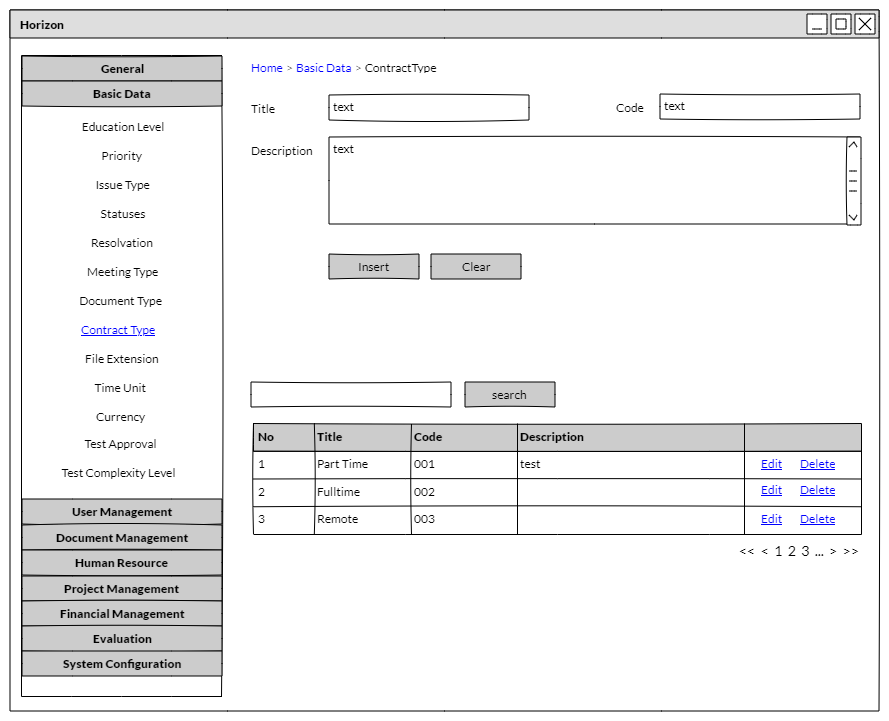 Horizon
General
Basic Data
Education Level
Priority
Issue Type
Statuses
Resolvation
Meeting Type
Document Type
Contract Type
File Extension
Time Unit
Currency
Test Approval
Test Complexity Level
User Management
Document Management
Human Resource
Project Management
Financial Management
Evaluation
System Configuration
Home > Basic Data > ContractType
Title text Code text
Description text
Insert Clear
search
No Title Code Description
1 Part Time 001 test Edit Delete
2 Fulltime 002 Edit Delete
3 Remote 003 Edit Delete
<< < 1 2 3 ... > >>